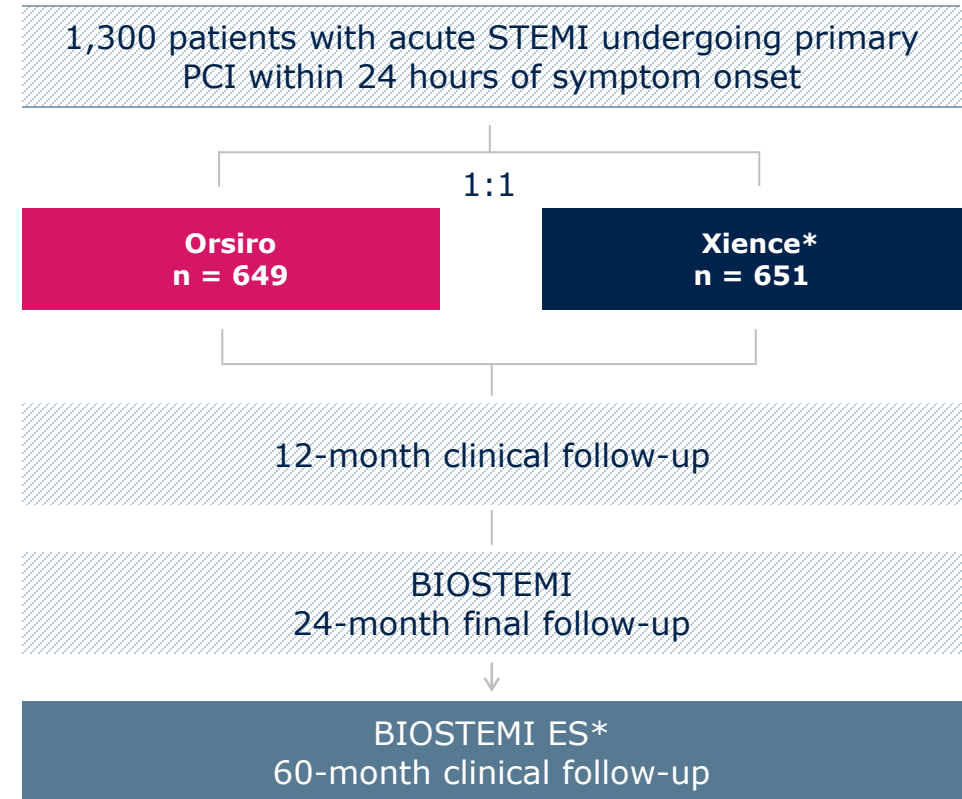 1,300 patients with acute STEMI undergoing primary
PCI within 24 hours of symptom onset
1:1
Orsiro
n = 649
Xience*
n = 651
12-month clinical follow-up
BIOSTEMI
24-month final follow-up
BIOSTEMI ES*
60-month clinical follow-up